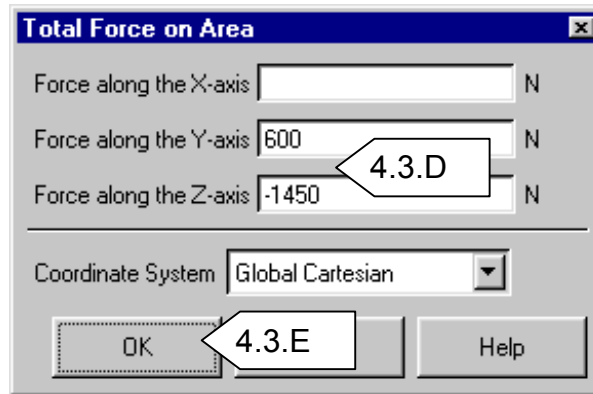 Total Force on Area
Force along the X-axis N
Force along the Y-axis 600 N
4.3.D
Force along the Z-axis -1450 N
Coordinate System Global Cartesian
OK 4.3.E Help